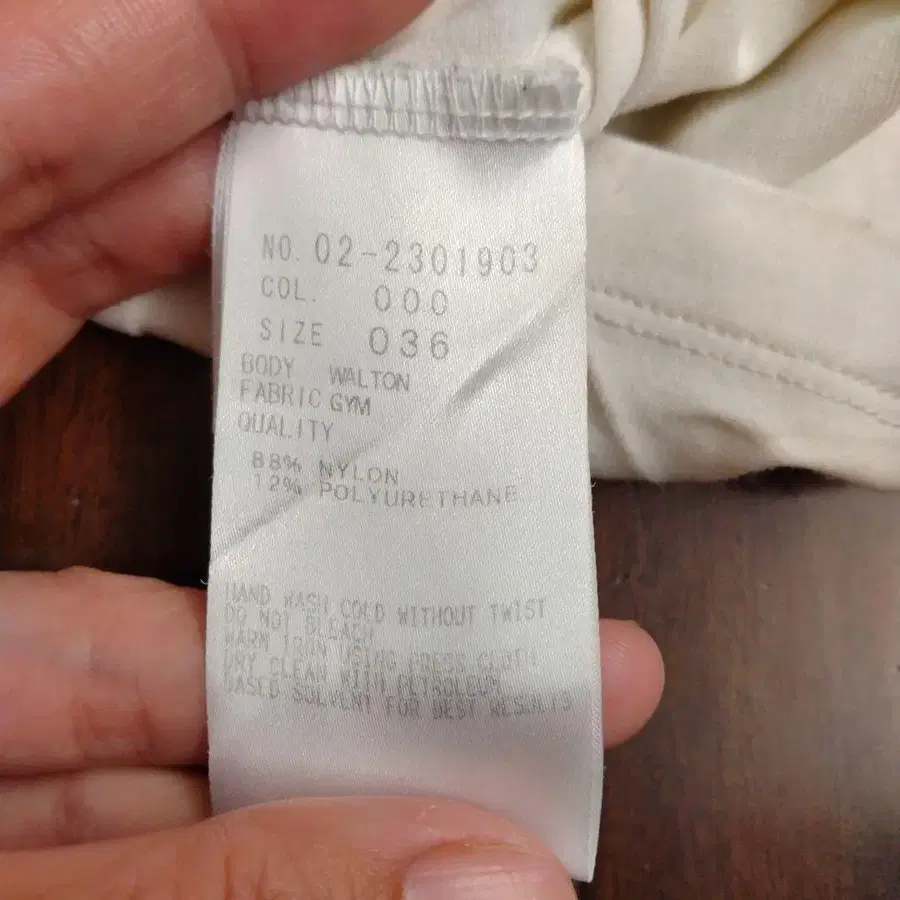 NO. 02-2301903
COL. 000
SIZE 036
BODY WALTON
FABRIC GYM
QUALITY
88% NYLON
12% POLYURETHANE
HAND WASH COLD WITHOUT TWIST
DO NOT BLEACH
WARM IRON USING PRESS CLOTH
DRY CLEAN WITH PETROLEUM
BASED SOLVENT FOR BEST RESULTS